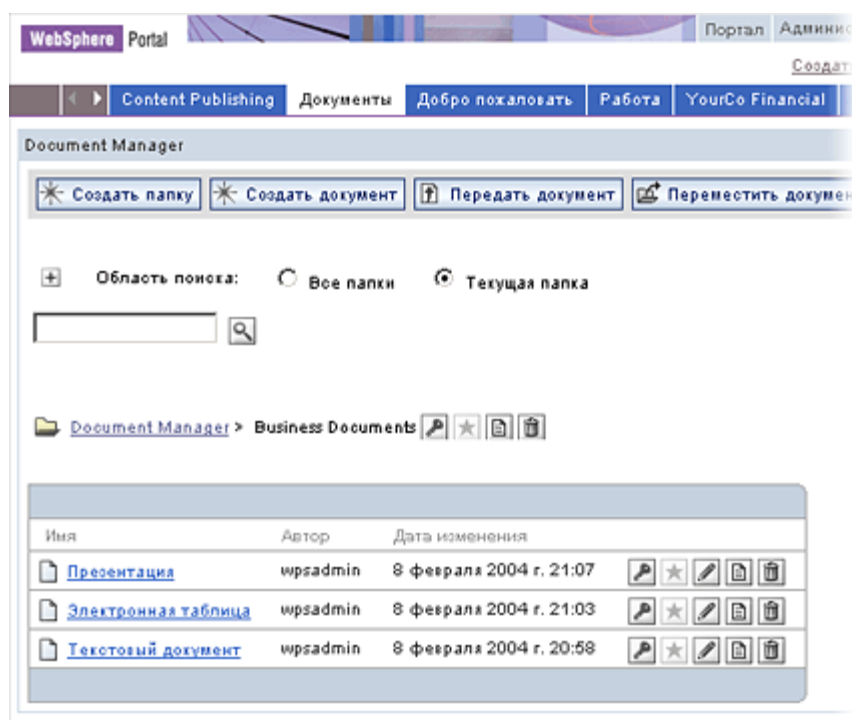 WebSphere Portal Портал Админис
Создат
Content Publishing Документы Добро пожаловать Работа YourCo Financial
Document Manager
Создать папку Создать документ Передать документ Переместить докумен
Область поиска: Все папки Текущая папка
Document Manager > Business Documents
Имя Автор Дата изменения
Презентация wpsadmin 8 февраля 2004 г. 21:07
Электронная таблица wpsadmin 8 февраля 2004 г. 21:03
Текстовый документ wpsadmin 8 февраля 2004 г. 20:58